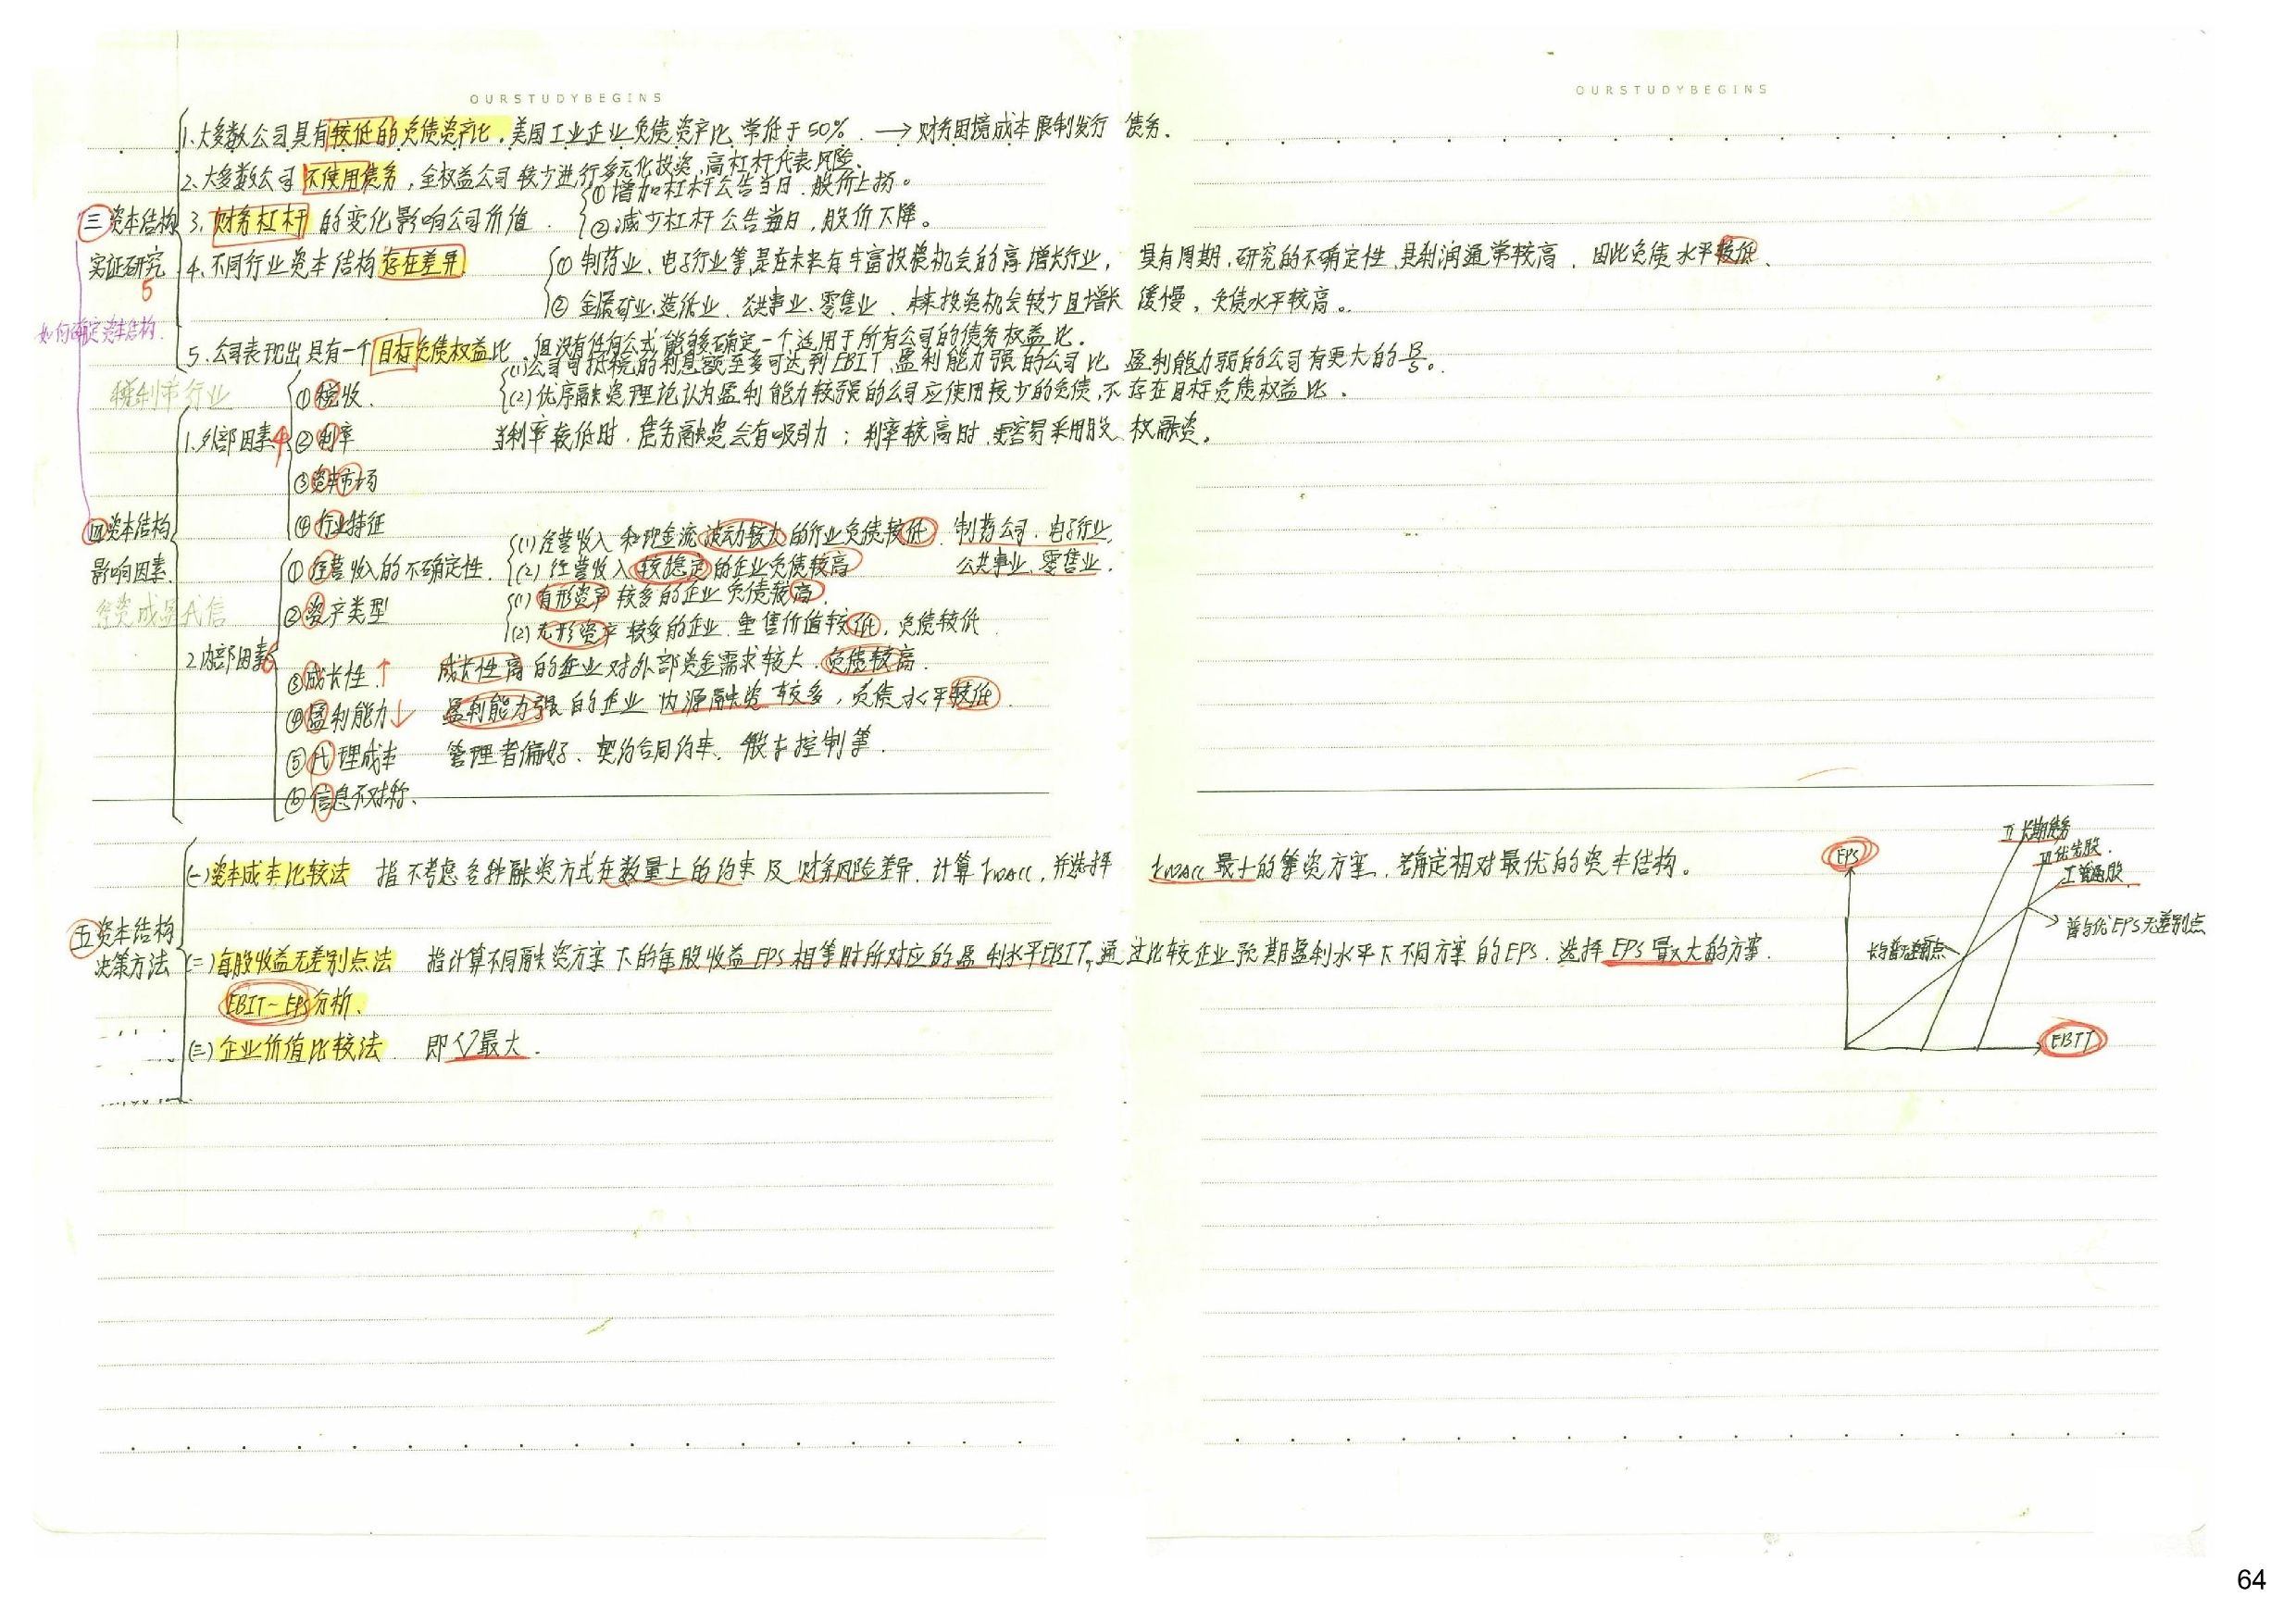 OURSTUDYBEGINS
OURSTUDYBEGINS
1.大多数公司具有较低的负债资产比,美国工业企业负债资产比常低于50%. → 财务困境成本限制发行债务.
2.大多数公司不使用债务,全权益公司较少进行多元化投资,高杠杆代表风险.
三 资本结构实证研究 5
3.财务杠杆的变化影响公司价值.
①增加杠杆公告当日,股价上扬。
②减少杠杆公告当日,股价下降。
4.不同行业资本结构存在差异
①制药业、电子行业等是在未来有丰富投资机会的高增长行业,具有周期,研究的不确定性,其利润通常较高,因此负债水平较低、
②金属矿业、造纸业、公共事业、零售业、未来投资机会较少且增长缓慢,负债水平较高。
如何确定资本结构.
5.公司表现出具有一个目标负债权益比,但没有任何公式能够确定一个适用于所有公司的债务权益比.
税利市行业
四 资本结构影响因素.
1.外部因素 4
①税收.
(1)公司可抵税的利息额至多可达到EBIT,盈利能力强的公司比盈利能力弱的公司有更大的B/S。
(2)优序融资理论认为盈利能力较强的公司应使用较少的负债,不存在目标负债权益比.
②利率 当利率较低时,债务融资会有吸引力;利率较高时,更容易采用股权融资。
③资本市场
④行业特征
经资成盈代信
2.内部因素 6
①经营收入的不确定性.
(1)经营收入和现金流波动较大的行业负债较低. 制药公司、电子行业,
(2)经营收入较稳定的企业负债较高 公共事业、零售业.
②资产类型
(1)有形资产较多的企业负债较高.
(2)无形资产较多的企业,重售价值较低,负债较低
③成长性.↑ 成长性高的企业对外部资金需求较大,负债较高.
④盈利能力↓ 盈利能力强的企业内源融资较多,负债水平较低.
⑤代理成本 管理者偏好、契约合同约束、股本控制等.
⑥信息不对称、
五 资本结构决策方法
(一)资本成本比较法 指不考虑各种融资方式在数量上的约束及财务风险差异,计算rWACC,并选择rWACC最小的筹资方案,确定相对最优的资本结构。
(二)每股收益无差别点法 指计算不同融资方案下的每股收益EPS相等时所对应的盈利水平EBIT,通过比较企业预期盈利水平下不同方案的EPS,选择EPS最大的方案.
EBIT-EPS分析.
(三)企业价值比较法. 即V最大.
EPS
Ⅱ长期债务
Ⅲ优先股.
Ⅰ普通股
普与优EPS无差别点
长与普无差别点
EBIT
64